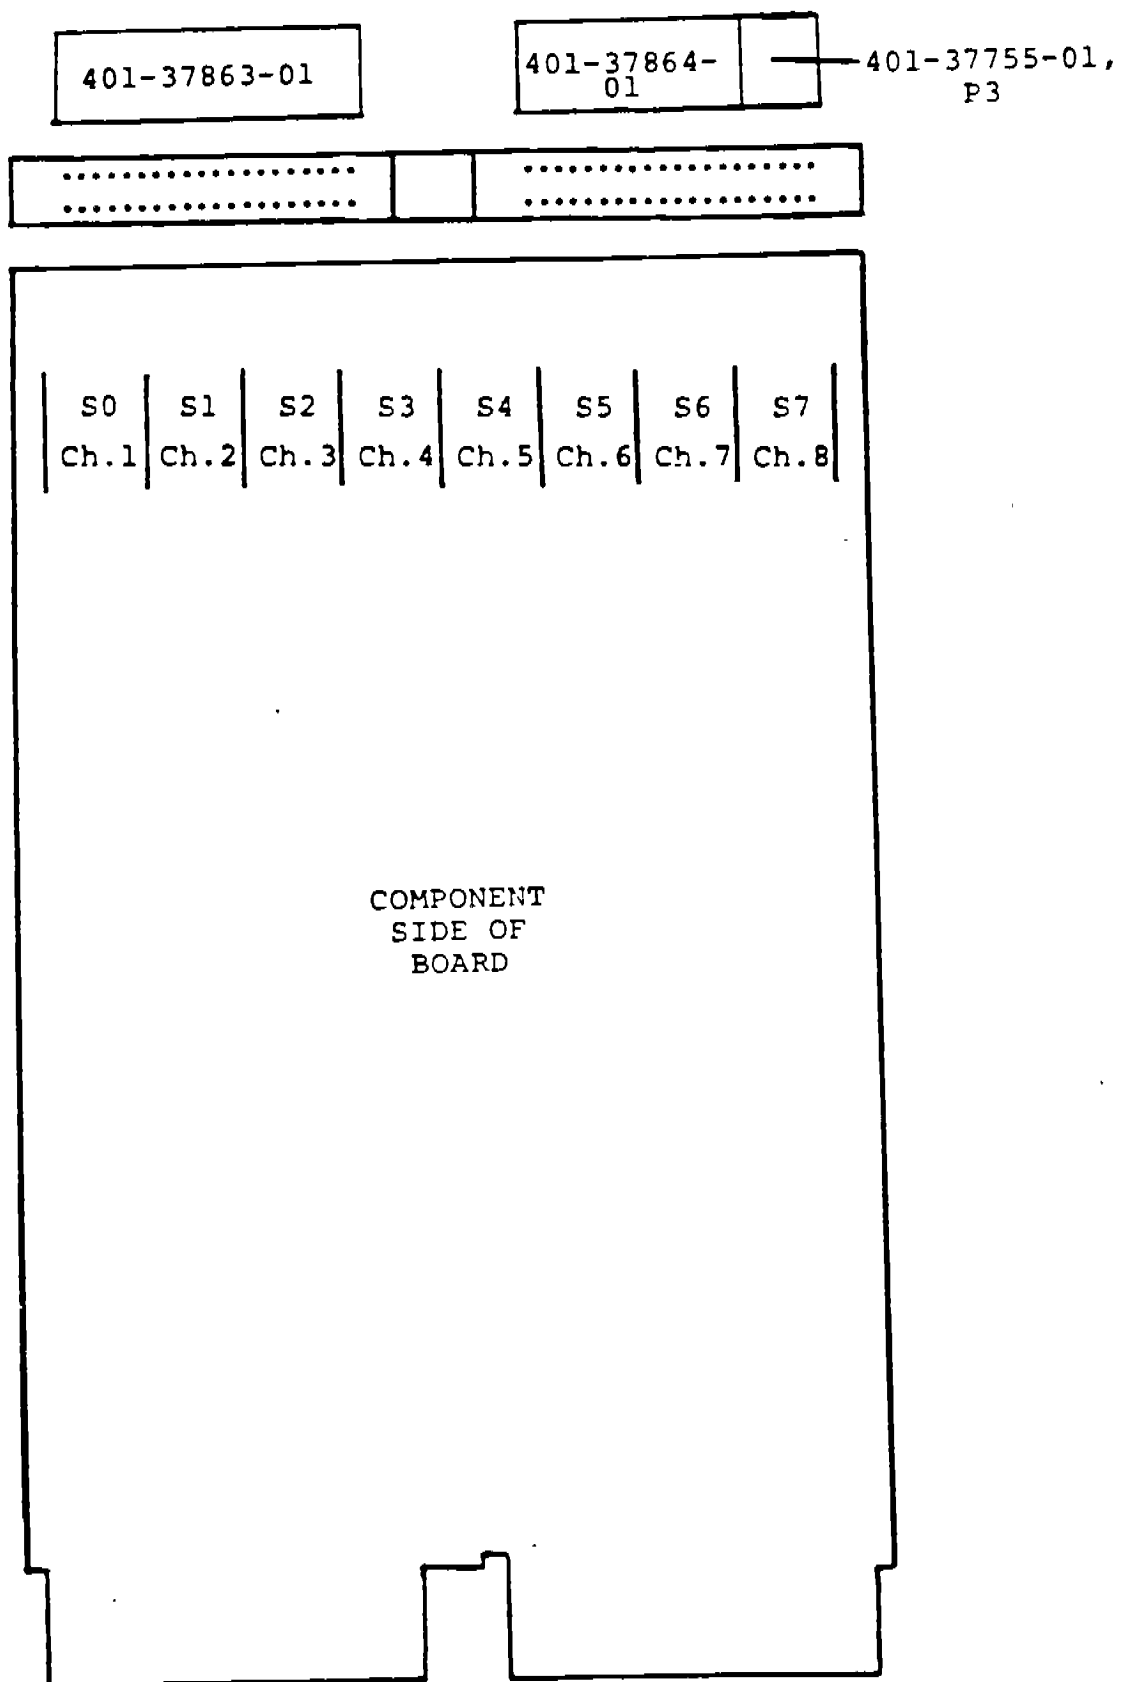 401-37863-01
401-37864-
01
401-37755-01,
P3
S0 S1 S2 S3 S4 S5 S6 S7
Ch.1 Ch.2 Ch.3 Ch.4 Ch.5 Ch.6 Ch.7 Ch.8
COMPONENT
SIDE OF
BOARD